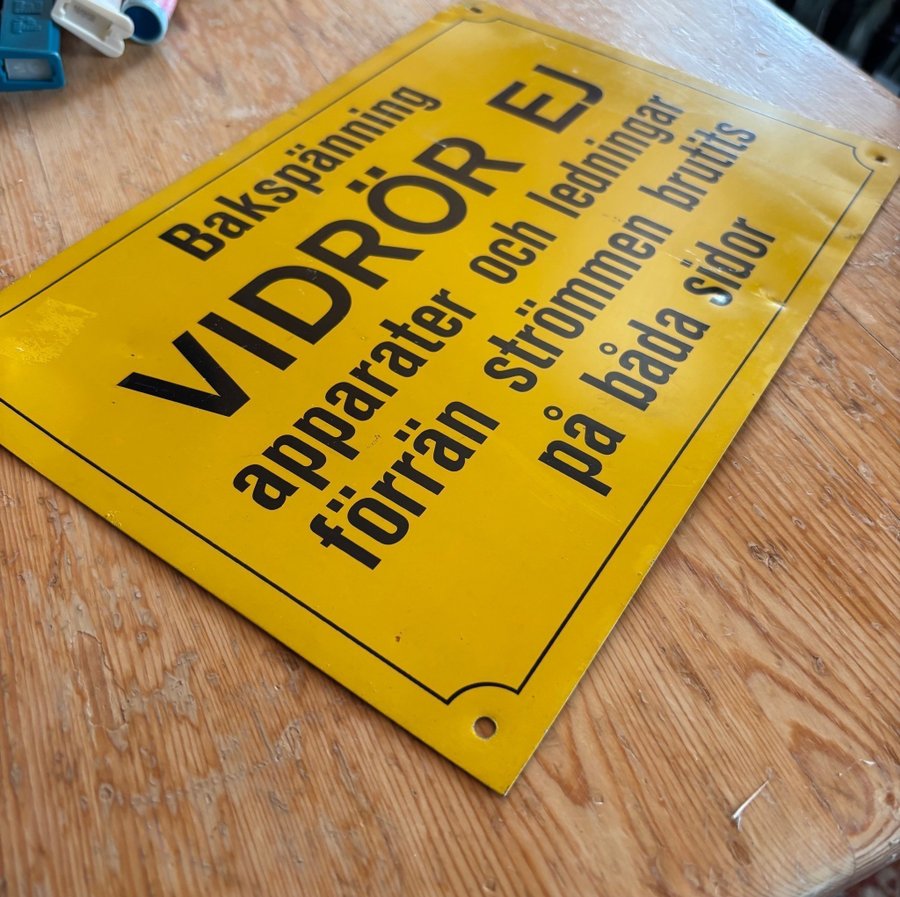 Bakspänning
VIDRÖR EJ
apparater och ledningar
förrän strömmen brutits
på båda sidor